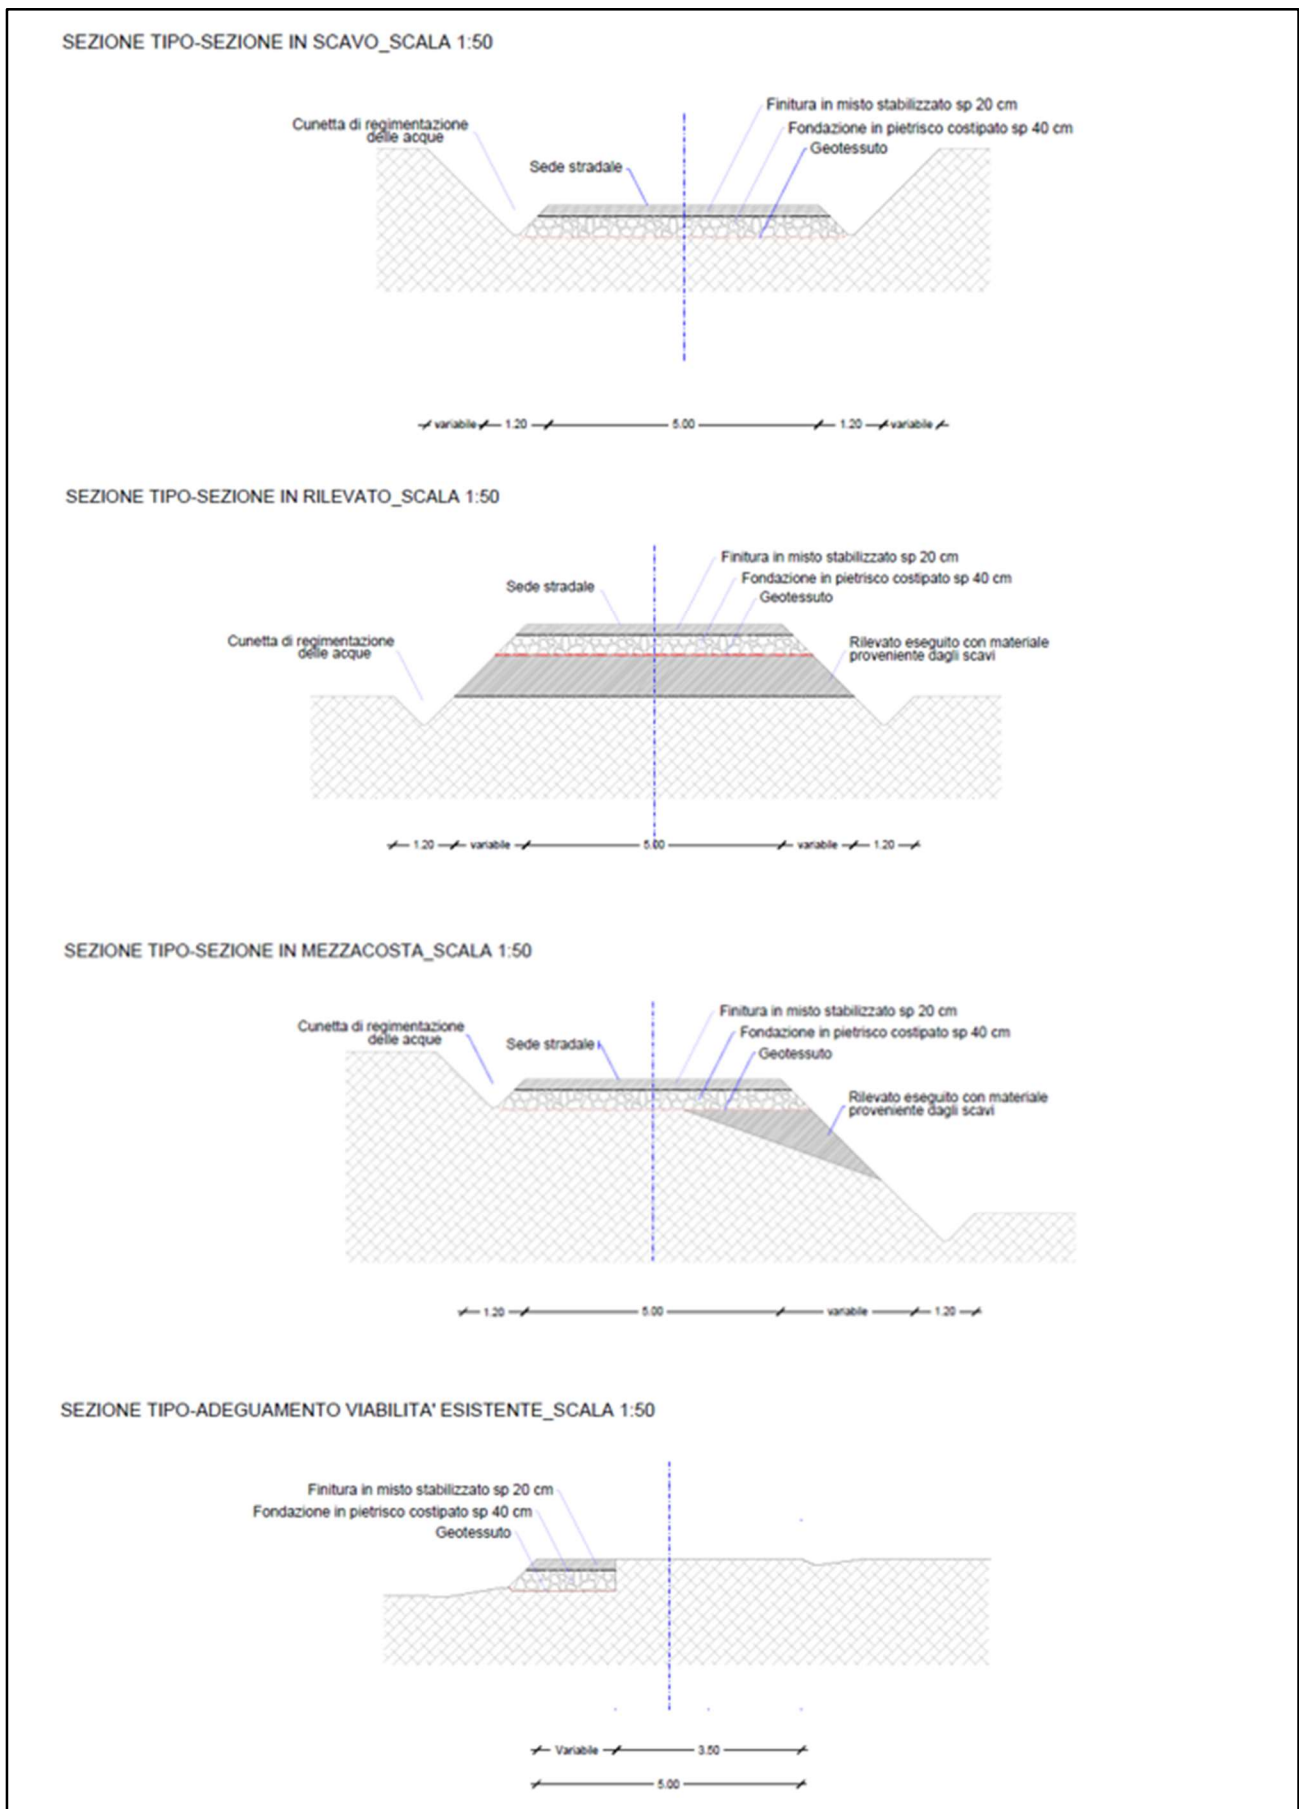 SEZIONE TIPO-SEZIONE IN SCAVO_SCALA 1:50
Finitura in misto stabilizzato sp 20 cm
Cunetta di regimentazione
delle acque
Fondazione in pietrisco costipato sp 40 cm
Geotessuto
Sede stradale
variabile 1.20 5.00 1.20 variabile
SEZIONE TIPO-SEZIONE IN RILEVATO_SCALA 1:50
Finitura in misto stabilizzato sp 20 cm
Fondazione in pietrisco costipato sp 40 cm
Sede stradale
Geotessuto
Cunetta di regimentazione
delle acque
Rilevato eseguito con materiale
proveniente dagli scavi
1.20 variabile 5.00 variabile 1.20
SEZIONE TIPO-SEZIONE IN MEZZACOSTA_SCALA 1:50
Finitura in misto stabilizzato sp 20 cm
Cunetta di regimentazione
delle acque
Fondazione in pietrisco costipato sp 40 cm
Sede stradale
Geotessuto
Rilevato eseguito con materiale
proveniente dagli scavi
1.20 5.00 variabile 1.20
SEZIONE TIPO-ADEGUAMENTO VIABILITA' ESISTENTE_SCALA 1:50
Finitura in misto stabilizzato sp 20 cm
Fondazione in pietrisco costipato sp 40 cm
Geotessuto
Variabile 3.50
5.00